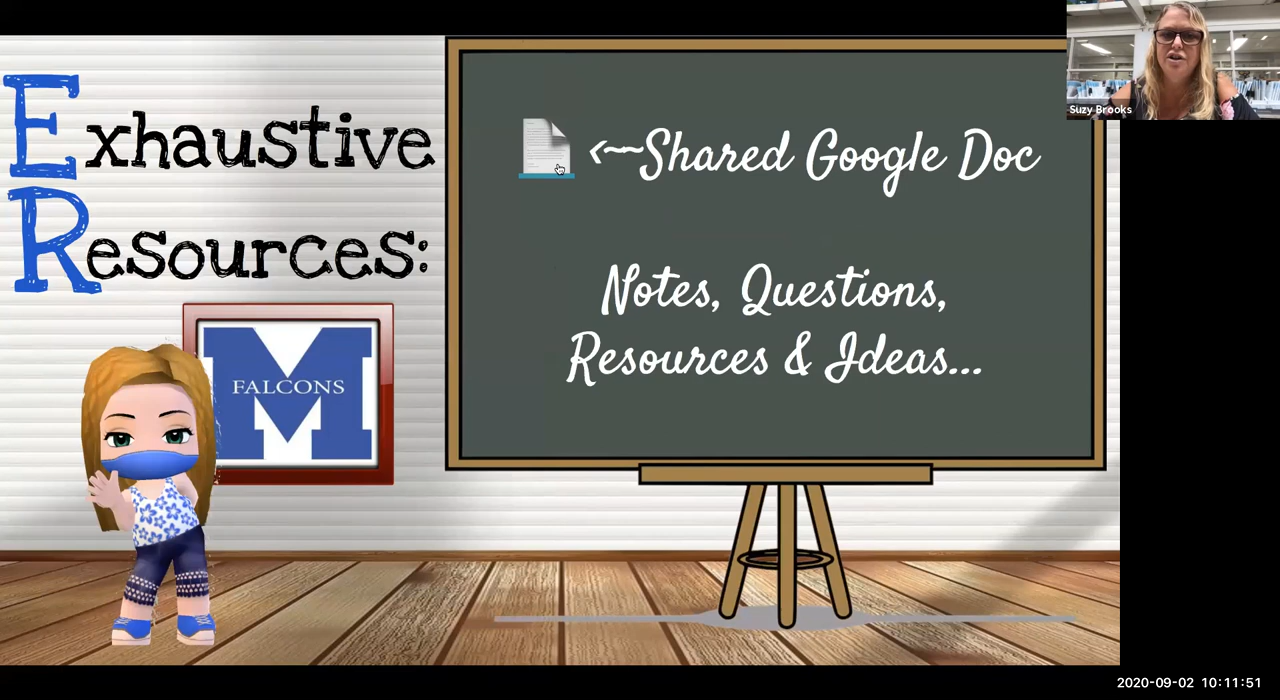 Exhaustive
Resources:
FALCONS
M
<~~Shared Google Doc
Notes, Questions,
Resources & Ideas...
Suzy Brooks
2020-09-02 10:11:51